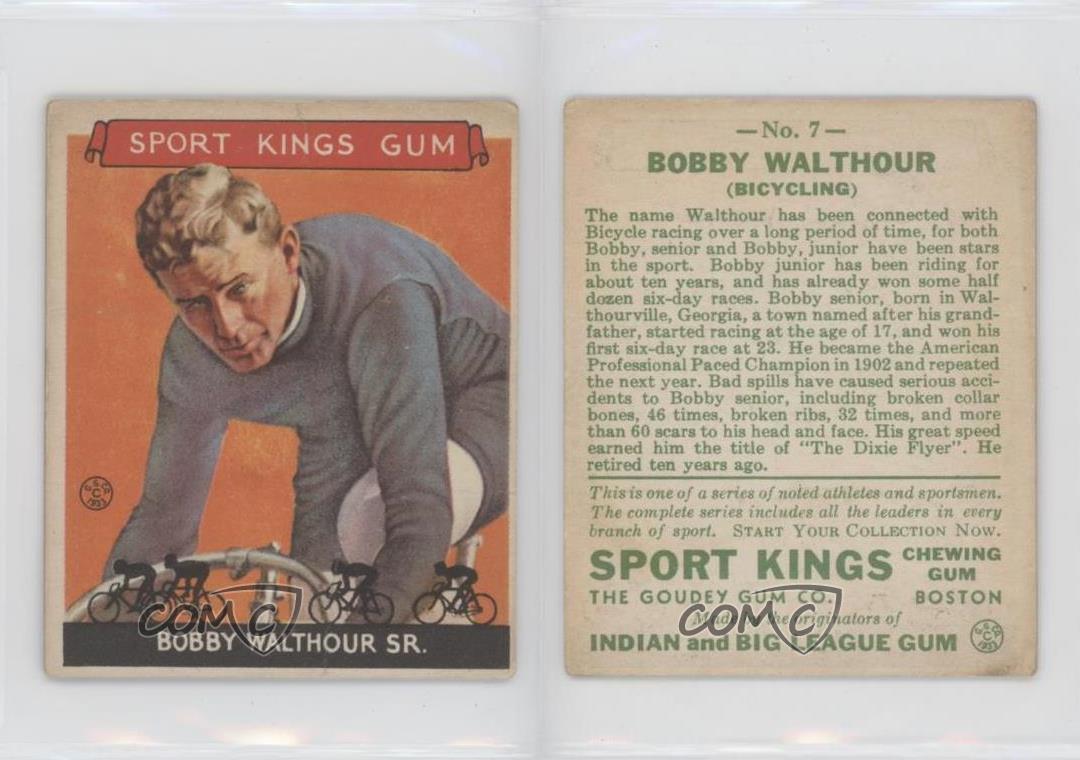 SPORT KINGS GUM
G.G.CO.
C
1933
COMC
BOBBY WALTHOUR SR.
—No. 7—
BOBBY WALTHOUR
(BICYCLING)
The name Walthour has been connected with
Bicycle racing over a long period of time, for both
Bobby, senior and Bobby, junior have been stars
in the sport. Bobby junior has been riding for
about ten years, and has already won some half
dozen six-day races. Bobby senior, born in Wal-
thourville, Georgia, a town named after his grand-
father, started racing at the age of 17, and won his
first six-day race at 23. He became the American
Professional Paced Champion in 1902 and repeated
the next year. Bad spills have caused serious acci-
dents to Bobby senior, including broken collar
bones, 46 times, broken ribs, 32 times, and more
than 60 scars to his head and face. His great speed
earned him the title of "The Dixie Flyer". He
retired ten years ago.
This is one of a series of noted athletes and sportsmen.
The complete series includes all the leaders in every
branch of sport. START YOUR COLLECTION NOW.
SPORT KINGS CHEWING GUM
THE GOUDEY GUM CO. BOSTON
Made by the originators of
COMC
INDIAN and BIG LEAGUE GUM
G.G.CO.
C
1933